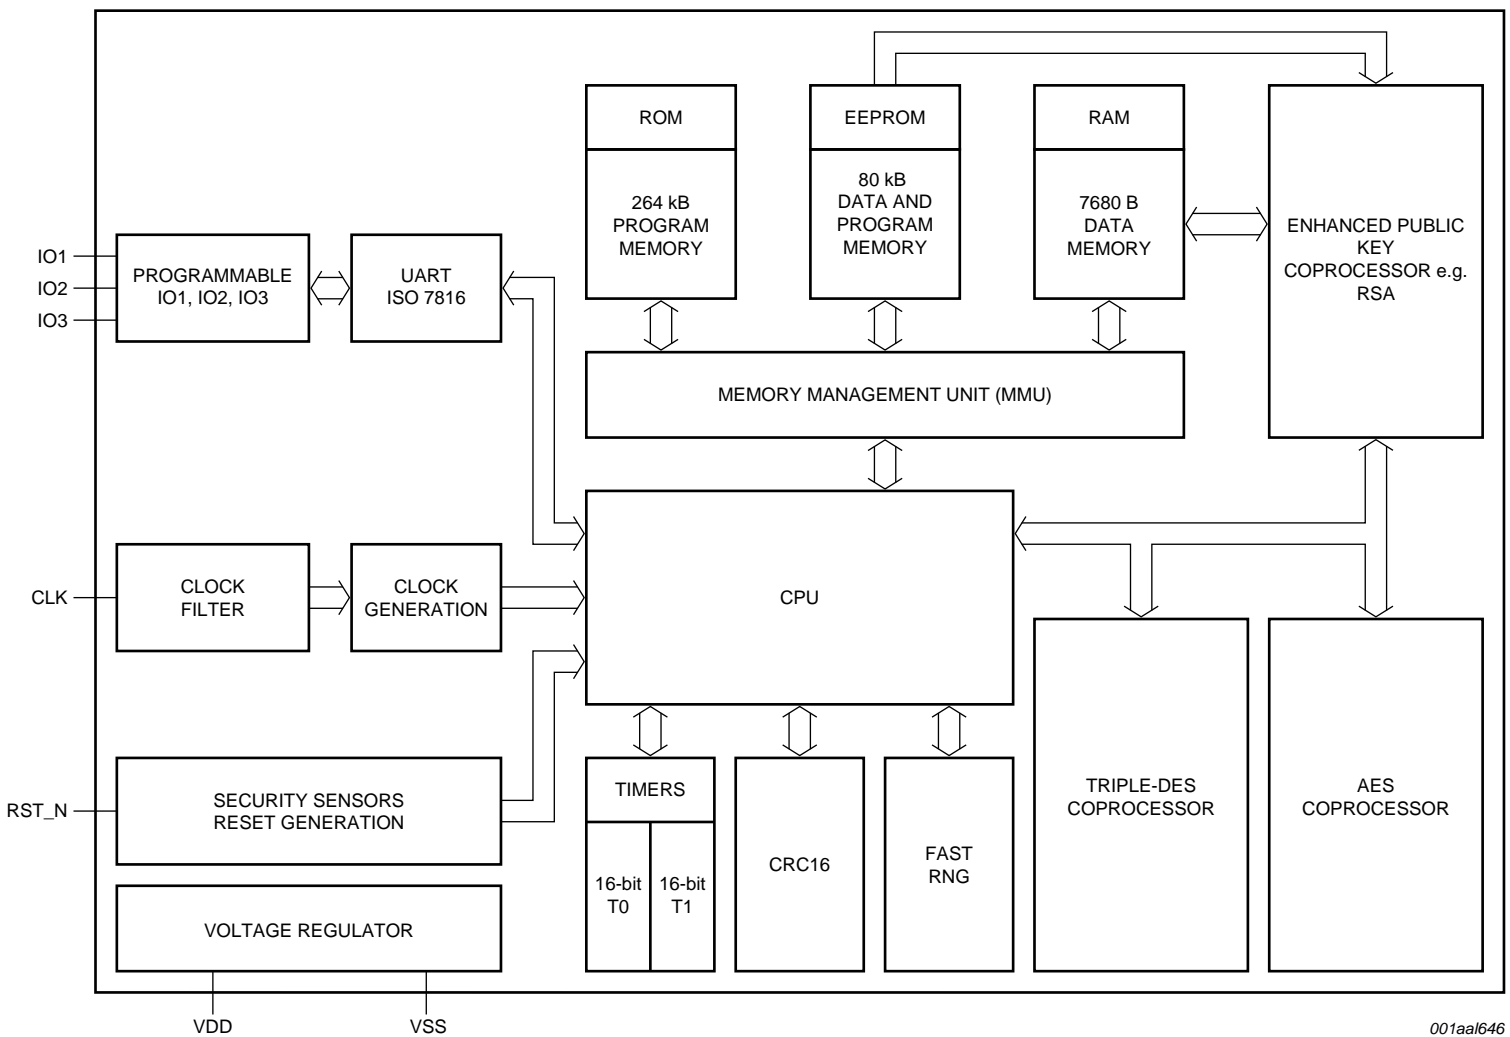 ROM
EEPROM
RAM
264 kB
PROGRAM
MEMORY
80 kB
DATA AND
PROGRAM
MEMORY
7680 B
DATA
MEMORY
ENHANCED PUBLIC
KEY
COPROCESSOR e.g.
RSA
IO1
IO2
IO3
PROGRAMMABLE
IO1, IO2, IO3
UART
ISO 7816
MEMORY MANAGEMENT UNIT (MMU)
CLK
CLOCK
FILTER
CLOCK
GENERATION
CPU
RST_N
SECURITY SENSORS
RESET GENERATION
TIMERS
16-bit
T0
16-bit
T1
CRC16
FAST
RNG
TRIPLE-DES
COPROCESSOR
AES
COPROCESSOR
VOLTAGE REGULATOR
VDD
VSS
001aal646